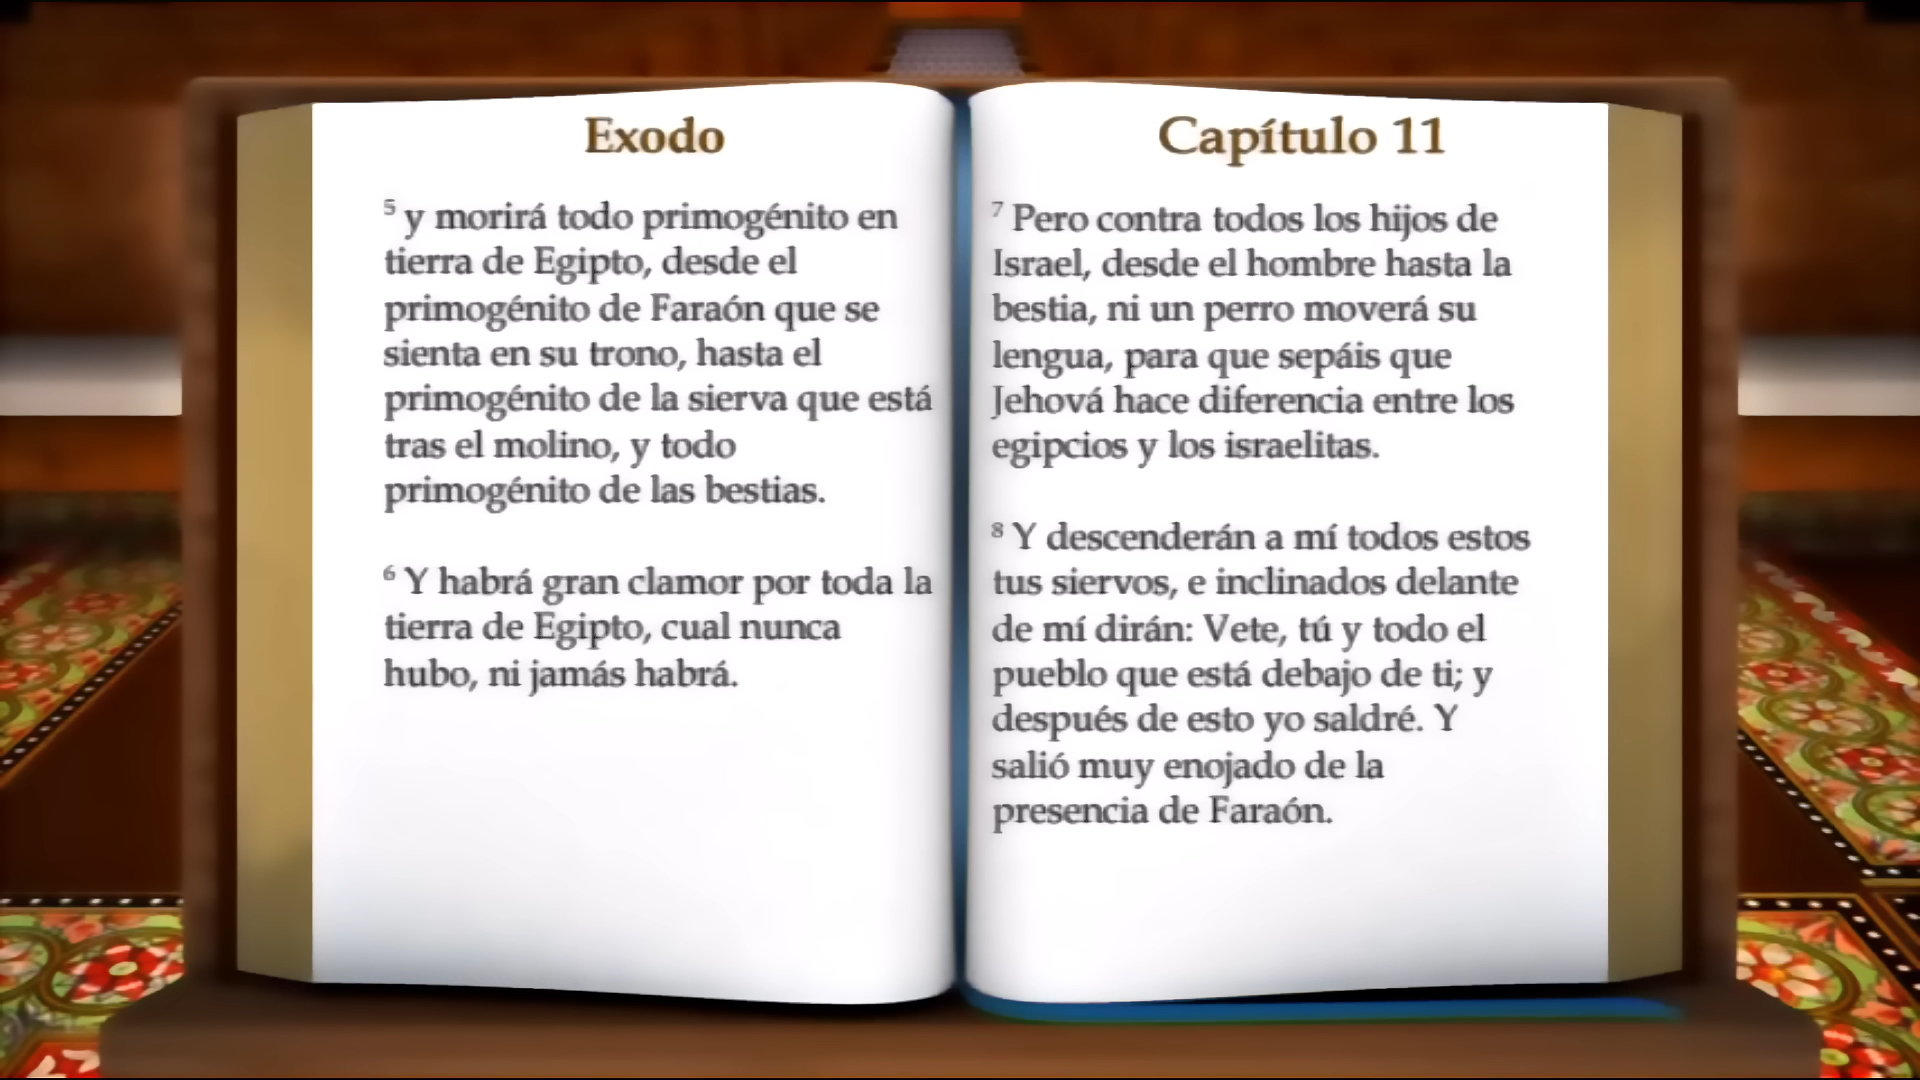 Exodo
5 y morirá todo primogénito en
tierra de Egipto, desde el
primogénito de Faraón que se
sienta en su trono, hasta el
primogénito de la sierva que está
tras el molino, y todo
primogénito de las bestias.
6 Y habrá gran clamor por toda la
tierra de Egipto, cual nunca
hubo, ni jamás habrá.
Capítulo 11
7 Pero contra todos los hijos de
Israel, desde el hombre hasta la
bestia, ni un perro moverá su
lengua, para que sepáis que
Jehová hace diferencia entre los
egipcios y los israelitas.
8 Y descenderán a mí todos estos
tus siervos, e inclinados delante
de mí dirán: Vete, tú y todo el
pueblo que está debajo de ti; y
después de esto yo saldré. Y
salió muy enojado de la
presencia de Faraón.